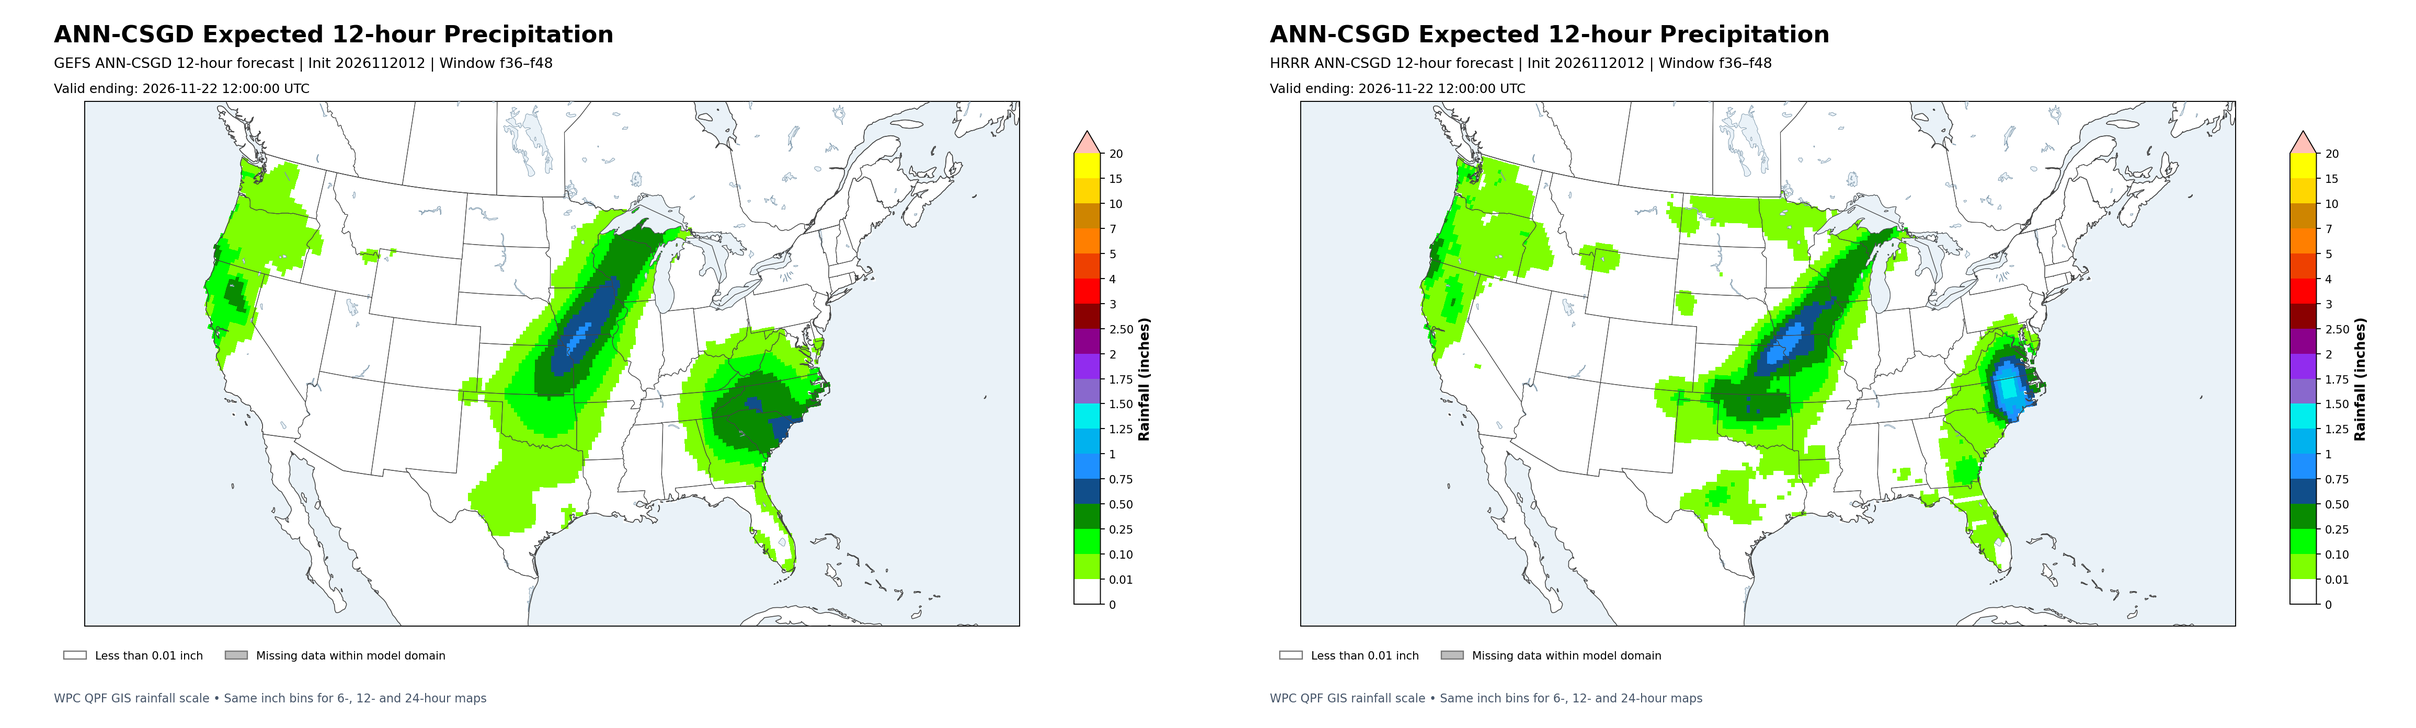 ANN-CSGD Expected 12-hour Precipitation
GEFS ANN-CSGD 12-hour forecast | Init 2026112012 | Window f36–f48
Valid ending: 2026-11-22 12:00:00 UTC
20
15
10
7
5
4
3
2.50
2
1.75
1.50
1.25
1
0.75
0.50
0.25
0.10
0.01
0
Rainfall (inches)
Less than 0.01 inch
Missing data within model domain
WPC QPF GIS rainfall scale • Same inch bins for 6-, 12- and 24-hour maps
ANN-CSGD Expected 12-hour Precipitation
HRRR ANN-CSGD 12-hour forecast | Init 2026112012 | Window f36–f48
Valid ending: 2026-11-22 12:00:00 UTC
20
15
10
7
5
4
3
2.50
2
1.75
1.50
1.25
1
0.75
0.50
0.25
0.10
0.01
0
Rainfall (inches)
Less than 0.01 inch
Missing data within model domain
WPC QPF GIS rainfall scale • Same inch bins for 6-, 12- and 24-hour maps